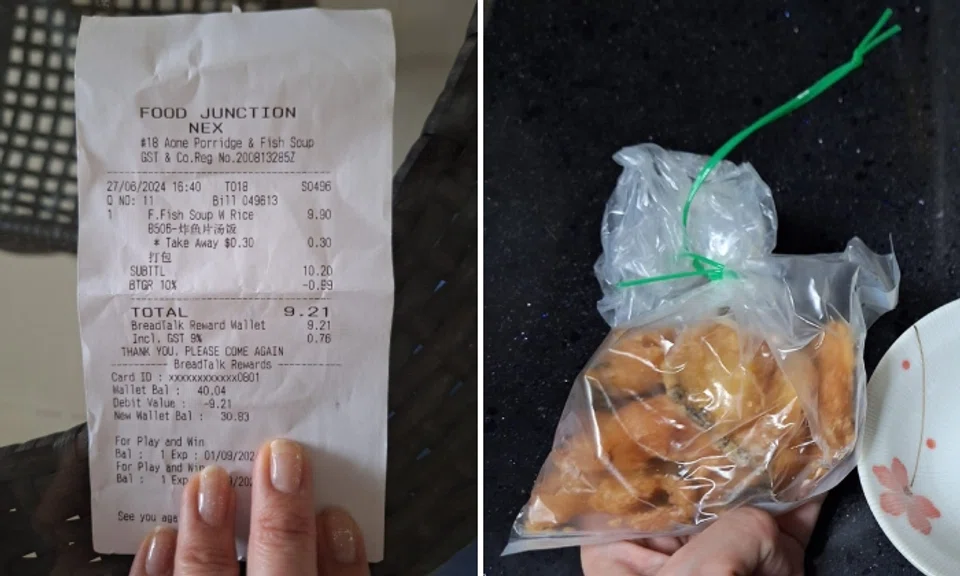 FOOD JUNCTION
NEX
#18 Aone Porridge & Fish Soup
GST & Co.Reg No.200813285Z
27/06/2024 16:40 T018 S0496
Q NO: 11 Bill 049613
1 F.Fish Soup W Rice 9.90
B506-炸鱼片汤饭
* Take Away $0.30 0.30
打包
SUBTTL 10.20
BTGR 10% -0.99
TOTAL 9.21
BreadTalk Reward Wallet 9.21
Incl. GST 9% 0.76
THANK YOU, PLEASE COME AGAIN
BreadTalk Rewards
Card ID : xxxxxxxxxxxx0801
Wallet Bal : 40.04
Debit Value : -9.21
New Wallet Bal : 30.83
For Play and Win
Bal : 1 Exp : 01/09/202
For Play and Win
Bal : 1 Exp
See you